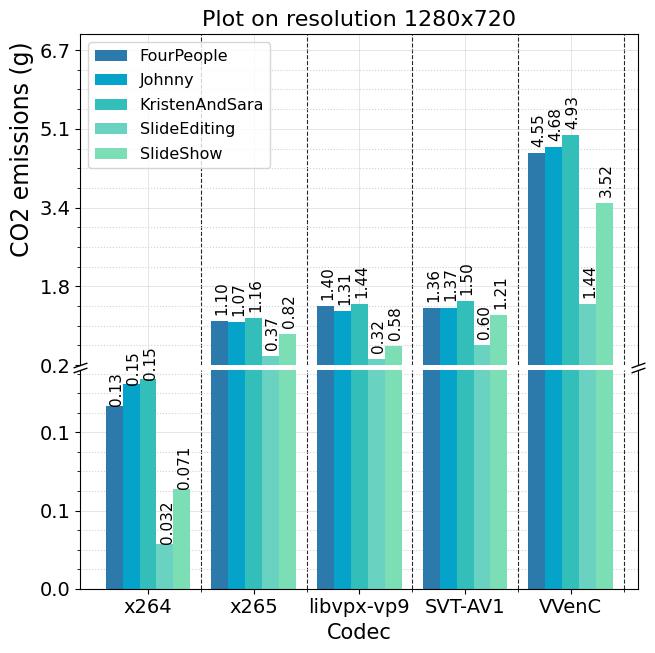 Plot on resolution 1280x720
CO2 emissions (g)
6.7
5.1
3.4
1.8
0.2
0.1
0.1
0.0
FourPeople
Johnny
KristenAndSara
SlideEditing
SlideShow
0.13
0.15
0.15
0.032
0.071
1.10
1.07
1.16
0.37
0.82
1.40
1.31
1.44
0.32
0.58
1.36
1.37
1.50
0.60
1.21
4.55
4.68
4.93
1.44
3.52
x264
x265
libvpx-vp9
SVT-AV1
VVenC
Codec